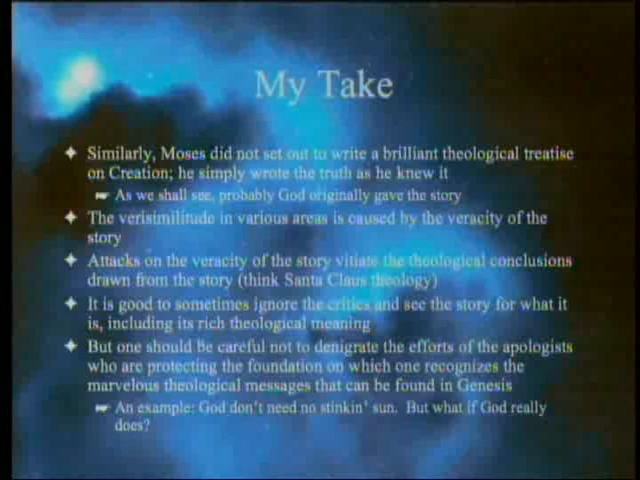 My Take
Similarly, Moses did not set out to write a brilliant theological treatise
on Creation; he simply wrote the truth as he knew it
As we shall see, probably God originally gave the story
The verisimilitude in various areas is caused by the veracity of the
story
Attacks on the veracity of the story vitiate the theological conclusions
drawn from the story (think Santa Claus theology)
It is good to sometimes ignore the critics and see the story for what it
is, including its rich theological meaning
But one should be careful not to denigrate the efforts of the apologists
who are protecting the foundation on which one recognizes the
marvelous theological messages that can be found in Genesis
An example: God don't need no stinkin' sun. But what if God really
does?